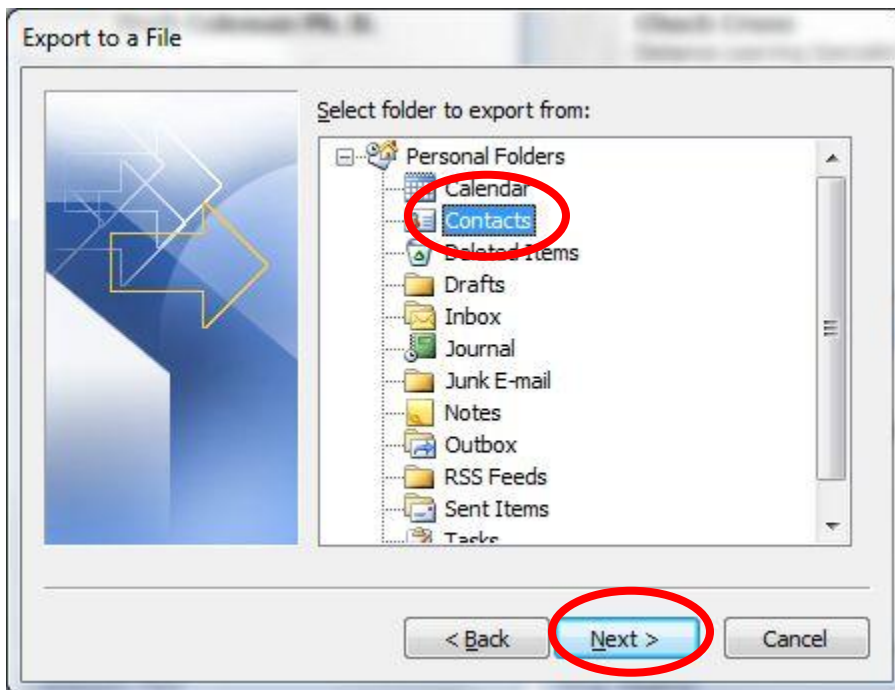 Export to a File
Select folder to export from:
Personal Folders
Calendar
Contacts
Deleted Items
Drafts
Inbox
Journal
Junk E-mail
Notes
Outbox
RSS Feeds
Sent Items
Tasks
< Back
Next >
Cancel